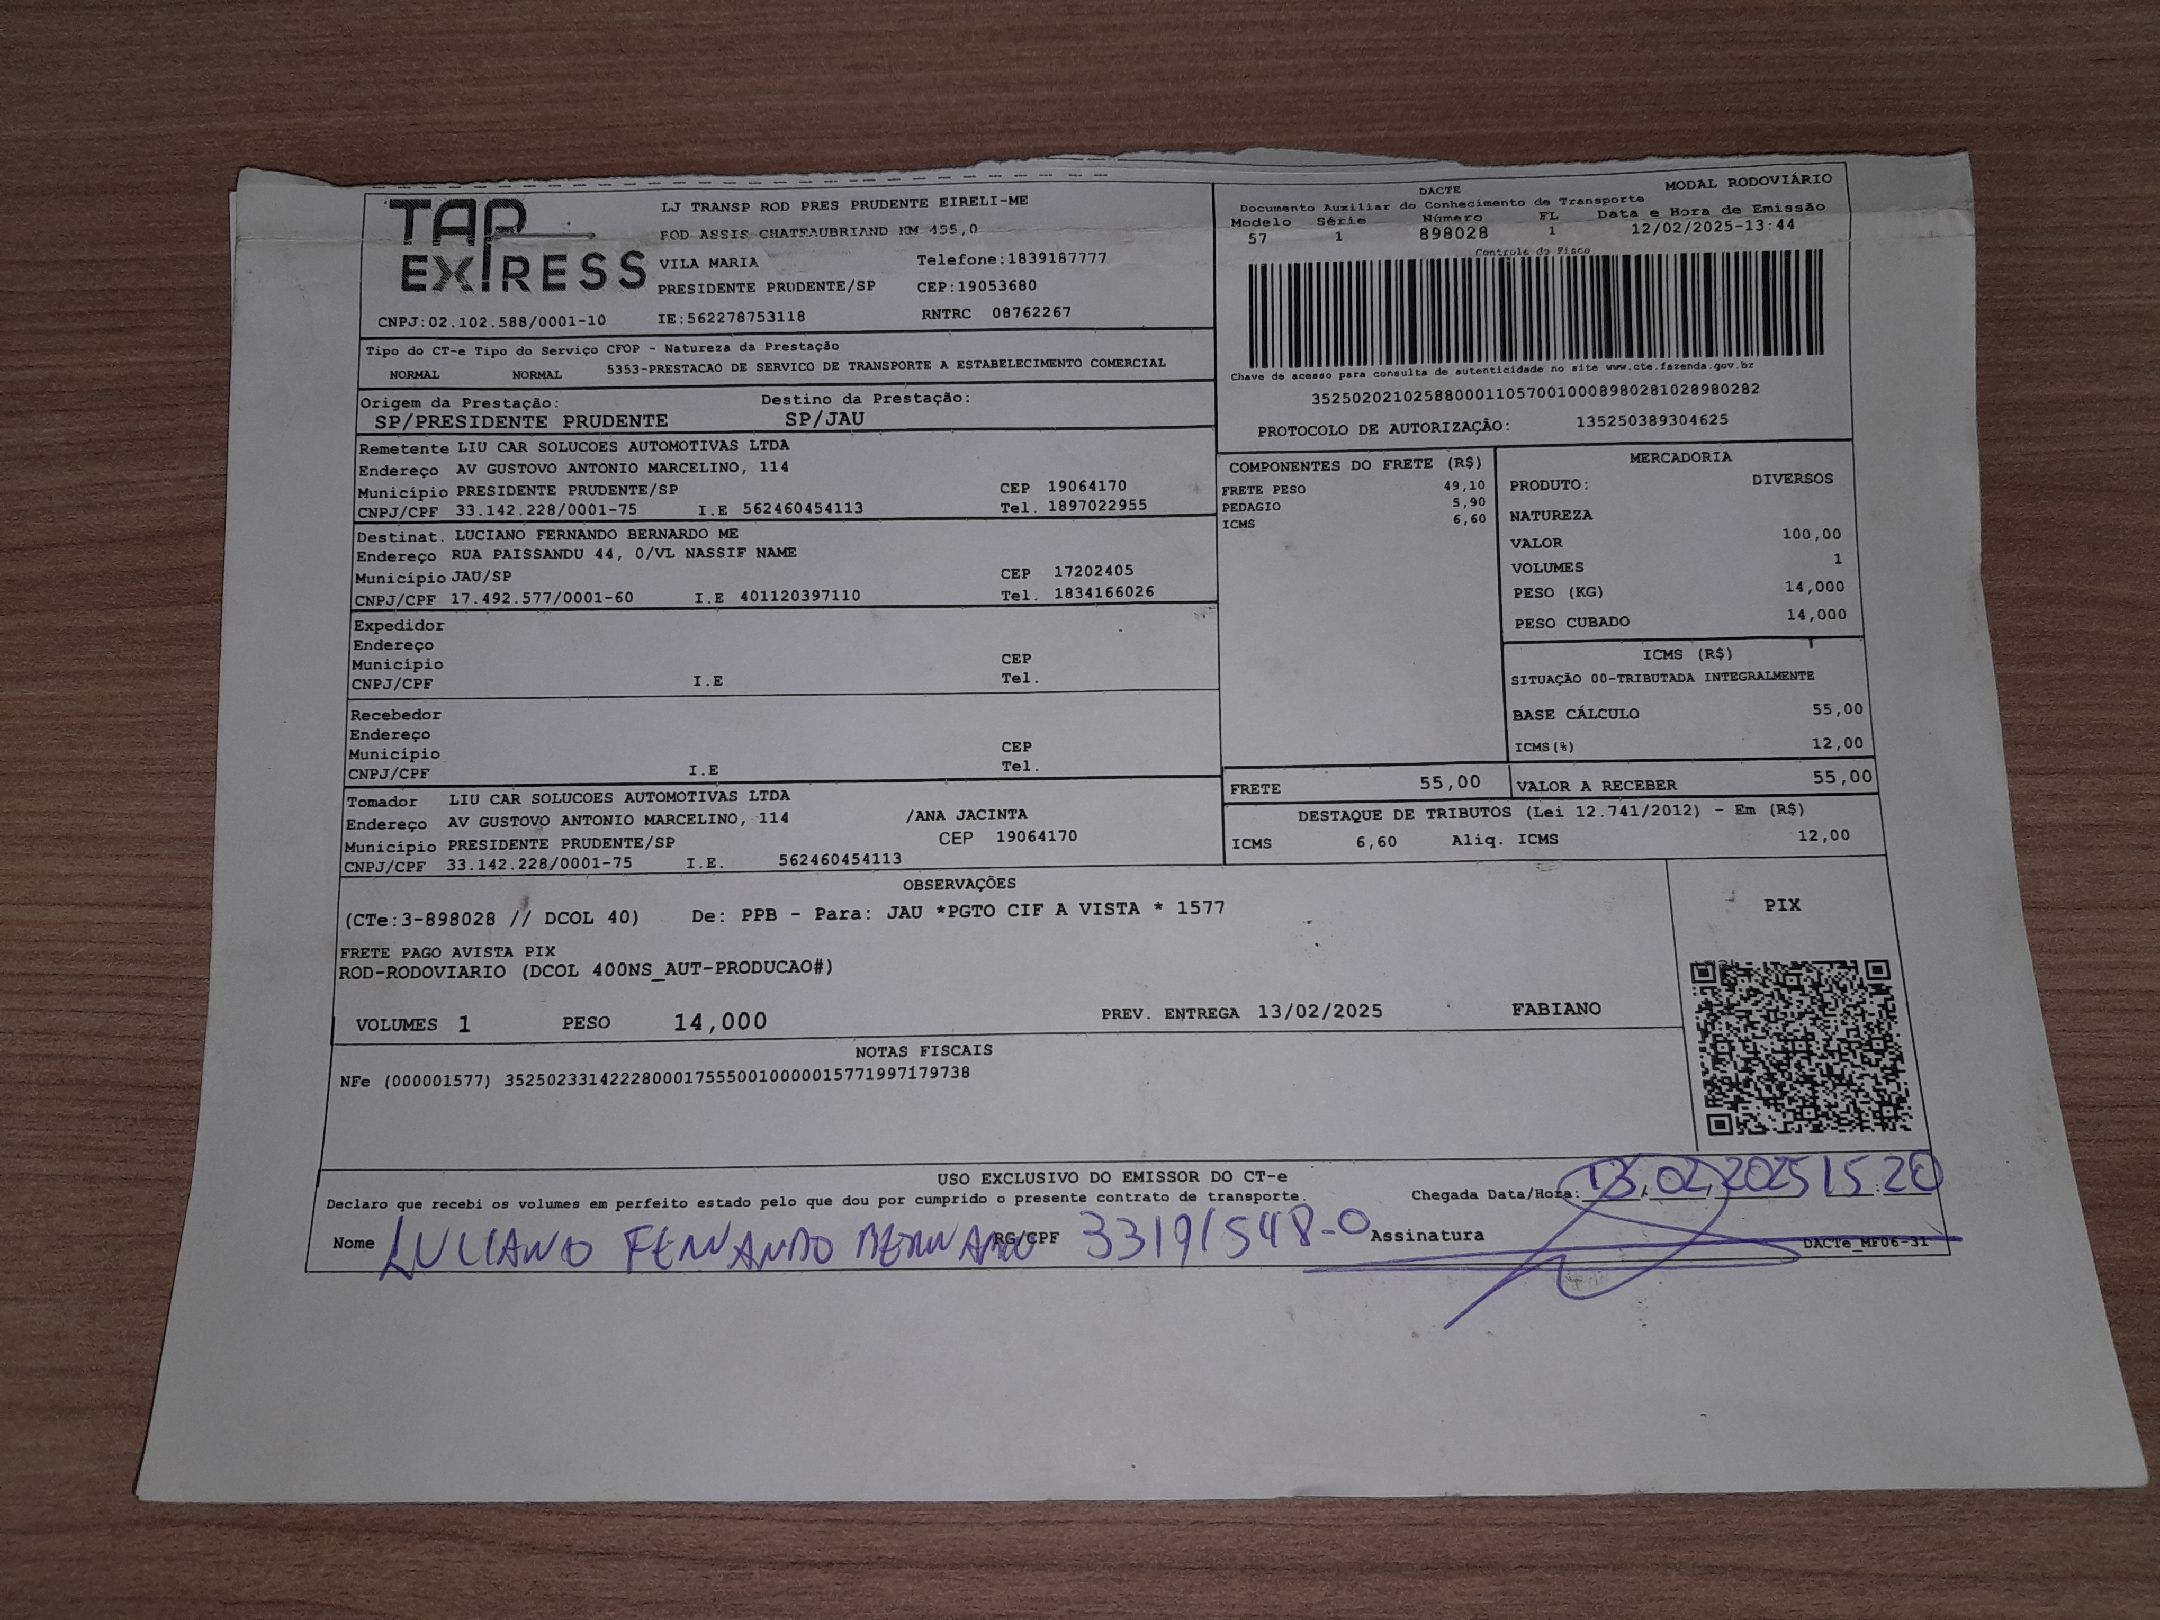 TAP EXPRESS
LJ TRANSP ROD PRES PRUDENTE EIRELI-ME
ROD ASSIS CHATEAUBRIAND KM 455,0
VILA MARIA Telefone:1839187777
PRESIDENTE PRUDENTE/SP CEP:19053680
CNPJ:02.102.588/0001-10 IE:562278753118 RNTRC 08762267
DACTE MODAL RODOVIÁRIO
Documento Auxiliar do Conhecimento de Transporte
Modelo Série Número FL Data e Hora de Emissão
57 1 898028 1 12/02/2025-13:44
Controle do Fisco
Chave de acesso para consulta de autenticidade no site www.cte.fazenda.gov.br
35250202102588000110570010008980281028980282
PROTOCOLO DE AUTORIZAÇÃO: 135250389304625
Tipo do CT-e Tipo do Serviço CFOP - Natureza da Prestação
NORMAL NORMAL 5353-PRESTACAO DE SERVICO DE TRANSPORTE A ESTABELECIMENTO COMERCIAL
Origem da Prestação: Destino da Prestação:
SP/PRESIDENTE PRUDENTE SP/JAU
Remetente LIU CAR SOLUCOES AUTOMOTIVAS LTDA
Endereço AV GUSTOVO ANTONIO MARCELINO, 114
Município PRESIDENTE PRUDENTE/SP CEP 19064170
CNPJ/CPF 33.142.228/0001-75 I.E 562460454113 Tel. 1897022955
Destinat. LUCIANO FERNANDO BERNARDO ME
Endereço RUA PAISSANDU 44, 0/VL NASSIF NAME
Município JAU/SP CEP 17202405
CNPJ/CPF 17.492.577/0001-60 I.E 401120397110 Tel. 1834166026
Expedidor
Endereço
Município CEP
CNPJ/CPF I.E Tel.
Recebedor
Endereço
Município CEP
CNPJ/CPF I.E Tel.
Tomador LIU CAR SOLUCOES AUTOMOTIVAS LTDA
Endereço AV GUSTOVO ANTONIO MARCELINO, 114 /ANA JACINTA
Município PRESIDENTE PRUDENTE/SP CEP 19064170
CNPJ/CPF 33.142.228/0001-75 I.E. 562460454113
COMPONENTES DO FRETE (R$)
FRETE PESO 49,10
PEDAGIO 5,90
ICMS 6,60
MERCADORIA
PRODUTO: DIVERSOS
NATUREZA
VALOR 100,00
VOLUMES 1
PESO (KG) 14,000
PESO CUBADO 14,000
ICMS (R$)
SITUAÇÃO 00-TRIBUTADA INTEGRALMENTE
BASE CÁLCULO 55,00
ICMS(%) 12,00
FRETE 55,00 VALOR A RECEBER 55,00
DESTAQUE DE TRIBUTOS (Lei 12.741/2012) - Em (R$)
ICMS 6,60 Aliq. ICMS 12,00
OBSERVAÇÕES
(CTe:3-898028 // DCOL 40) De: PPB - Para: JAU *PGTO CIF A VISTA * 1577
FRETE PAGO AVISTA PIX
ROD-RODOVIARIO (DCOL 400NS_AUT-PRODUCAO#)
VOLUMES 1 PESO 14,000 PREV. ENTREGA 13/02/2025 FABIANO
PIX
NOTAS FISCAIS
NFe (000001577) 35250233142228000175550010000015771997179738
USO EXCLUSIVO DO EMISSOR DO CT-e
Declaro que recebi os volumes em perfeito estado pelo que dou por cumprido o presente contrato de transporte. Chegada Data/Hora: 13/02/2025 15:20
Nome LUCIANO FERNANDO BERNARDO RG/CPF 33191548-0 Assinatura DACTe_MF06-31